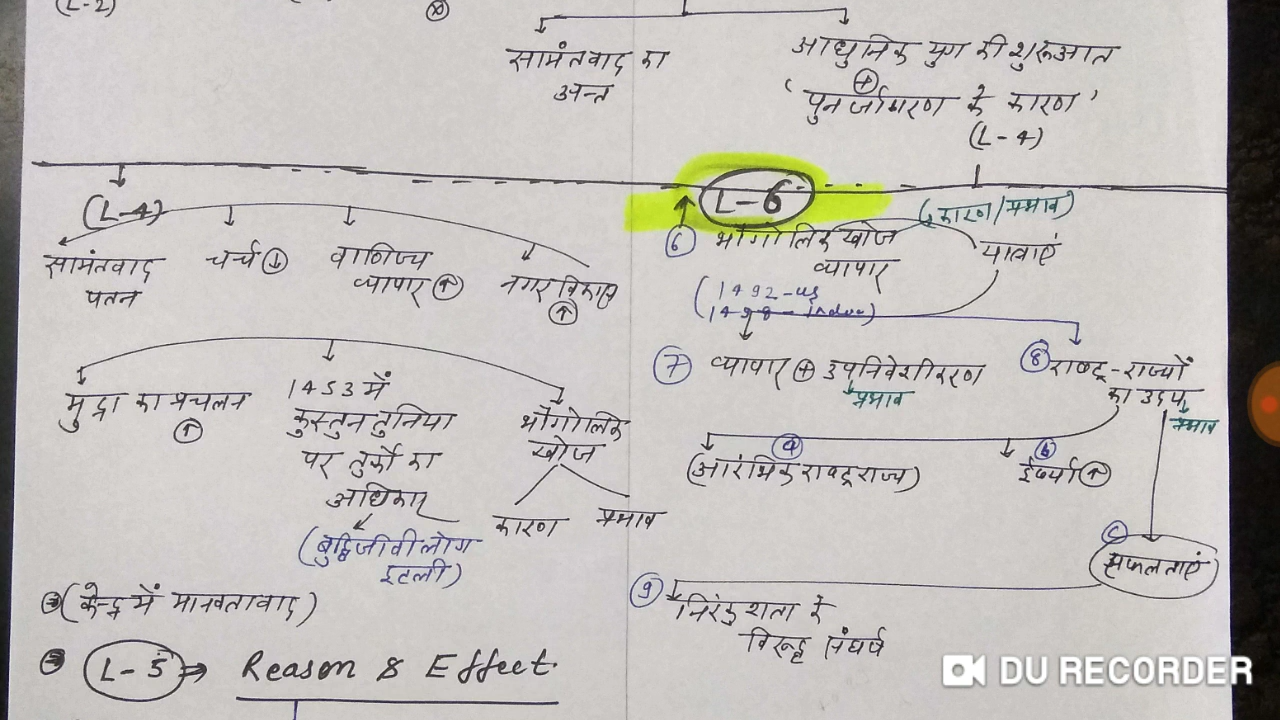 (L-2)
सामंतवाद का
अन्त
आधुनिक युग की शुरूआत
'पुनर्जागरण के कारण'
(L-4)
(L-4)
सामंतवाद
पतन
चर्च ↓
वाणिज्य
व्यापार ↑
नगर विकास
↑
मुद्रा का प्रचलन
↑
1453 में
कुस्तुनतुनिया
पर तुर्कों का
अधिकार
(बुद्धिजीवी लोग
इटली)
भौगोलिक
खोज
कारण प्रभाव
(केन्द्र में मानवतावाद)
L-5 ⇒ Reason & Effect.
L-6
(कारण/प्रभाव)
6 भौगोलिक खोज
व्यापार
यात्राएं
(1492-us
1498-India)
7 व्यापार + उपनिवेशीकरण
प्रभाव
8 राष्ट्र-राज्यों
का उदय
प्रभाव
a
(आरंभिक राष्ट्रराज्य)
b
ईर्ष्या ↑
c
सफलताएं
9 निरंकुशता के
विरूद्ध संघर्ष
DU RECORDER